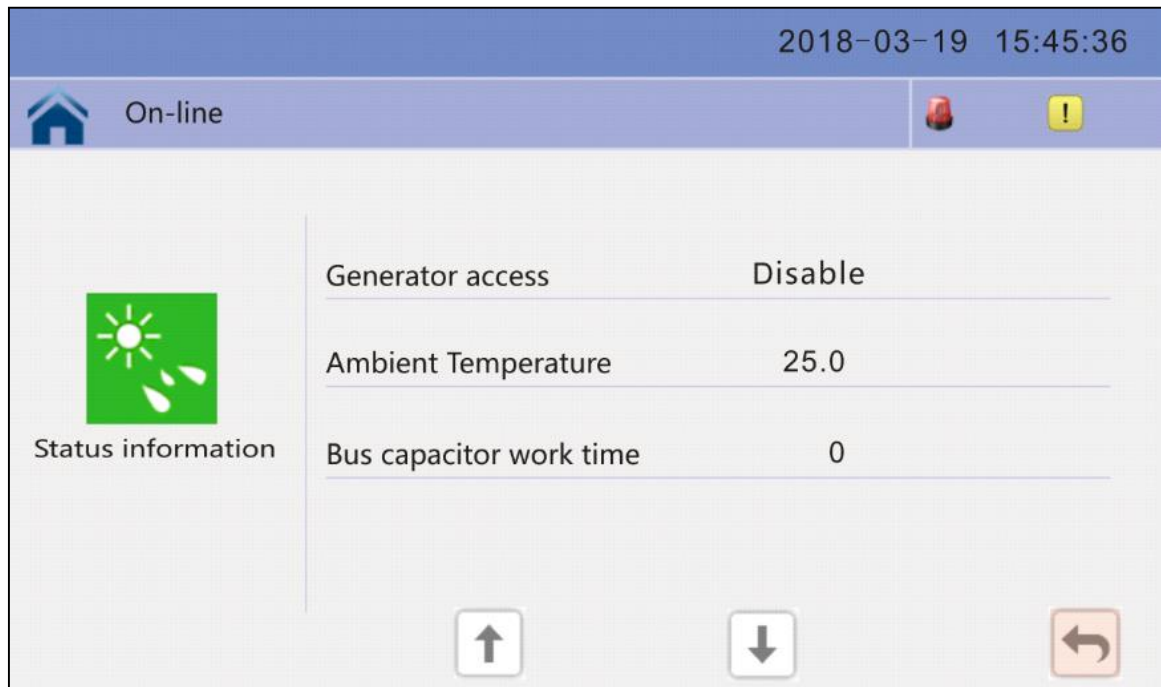 2018-03-19 15:45:36
On-line
!
Generator access Disable
Ambient Temperature 25.0
Status information
Bus capacitor work time 0